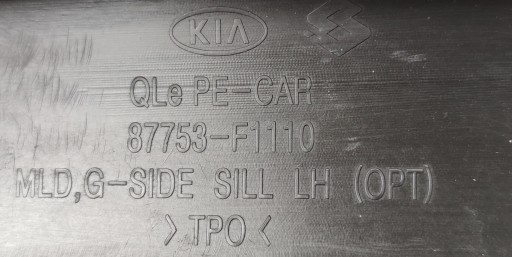 KIA
QLe PE-CAR
87753-F1110
MLD,G-SIDE SILL LH (OPT)
>TPO<